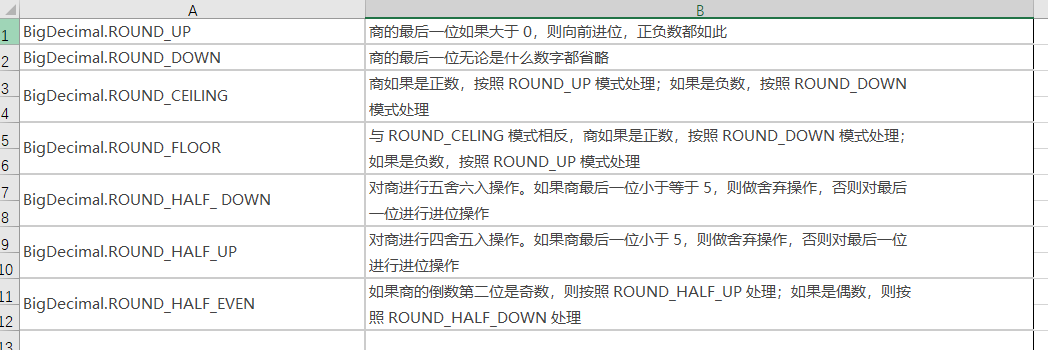 A B
1 BigDecimal.ROUND_UP 商的最后一位如果大于 0，则向前进位，正负数都如此
2 BigDecimal.ROUND_DOWN 商的最后一位无论是什么数字都省略
3 BigDecimal.ROUND_CEILING 商如果是正数，按照 ROUND_UP 模式处理；如果是负数，按照 ROUND_DOWN
4 模式处理
5 BigDecimal.ROUND_FLOOR 与 ROUND_CELING 模式相反，商如果是正数，按照 ROUND_DOWN 模式处理；
6 如果是负数，按照 ROUND_UP 模式处理
7 BigDecimal.ROUND_HALF_ DOWN 对商进行五舍六入操作。如果商最后一位小于等于 5，则做舍弃操作，否则对最后
8 一位进行进位操作
9 BigDecimal.ROUND_HALF_UP 对商进行四舍五入操作。如果商最后一位小于 5，则做舍弃操作，否则对最后一位
10 进行进位操作
11 BigDecimal.ROUND_HALF_EVEN 如果商的倒数第二位是奇数，则按照 ROUND_HALF_UP 处理；如果是偶数，则按
12 照 ROUND_HALF_DOWN 处理
13